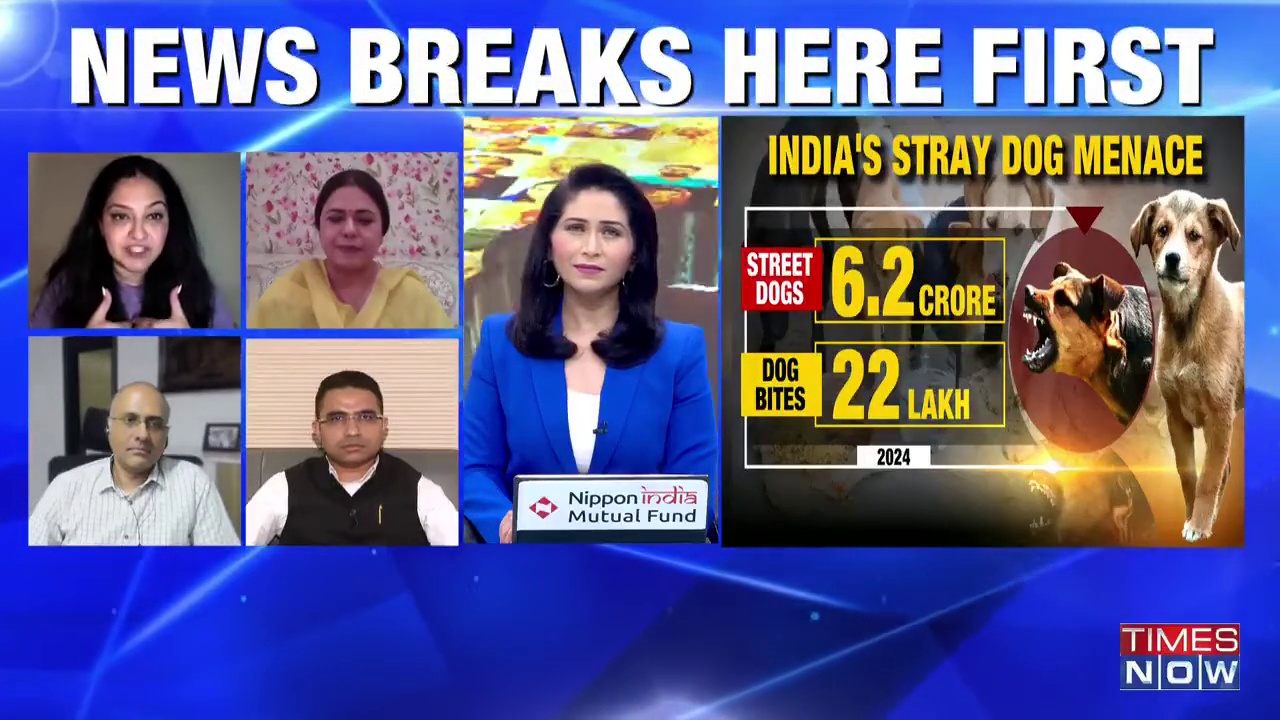 NEWS BREAKS HERE FIRST
INDIA'S STRAY DOG MENACE
STREET
DOGS
6.2 CRORE
DOG
BITES
22 LAKH
2024
Nippon india
Mutual Fund
TIMES
NOW